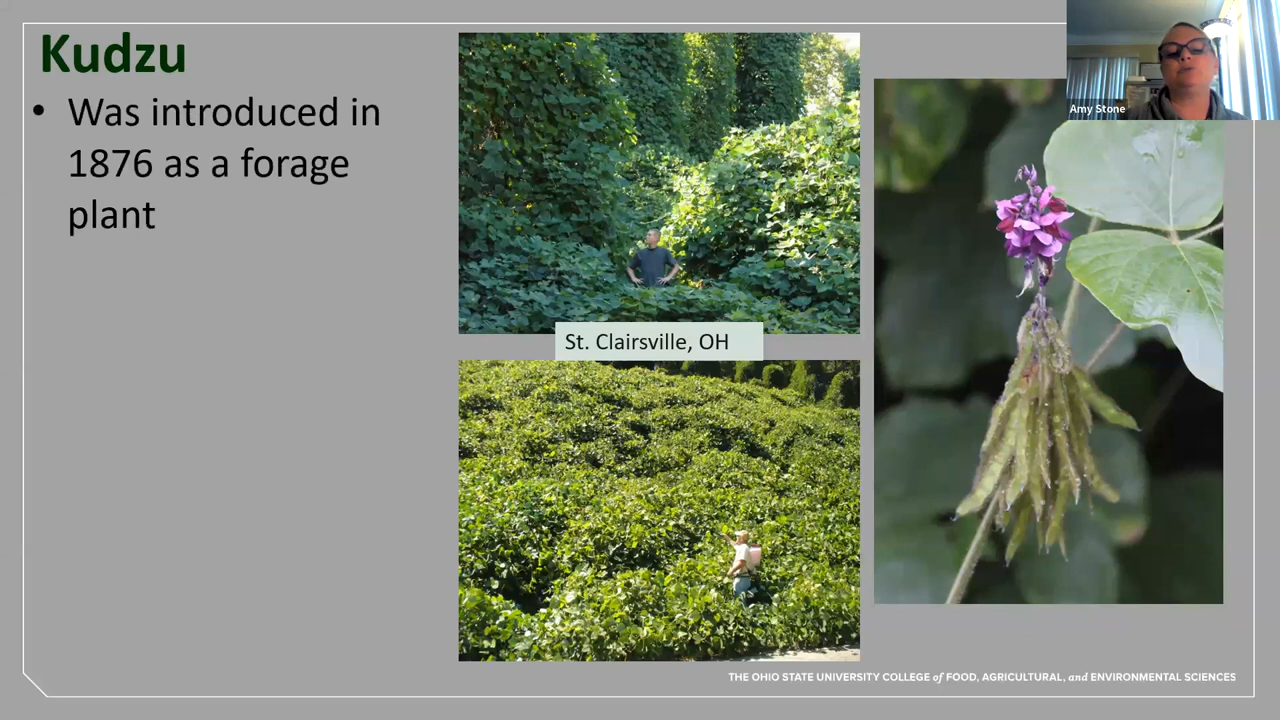 Kudzu
• Was introduced in
1876 as a forage
plant
St. Clairsville, OH
Amy Stone
THE OHIO STATE UNIVERSITY COLLEGE of FOOD, AGRICULTURAL, and ENVIRONMENTAL SCIENCES